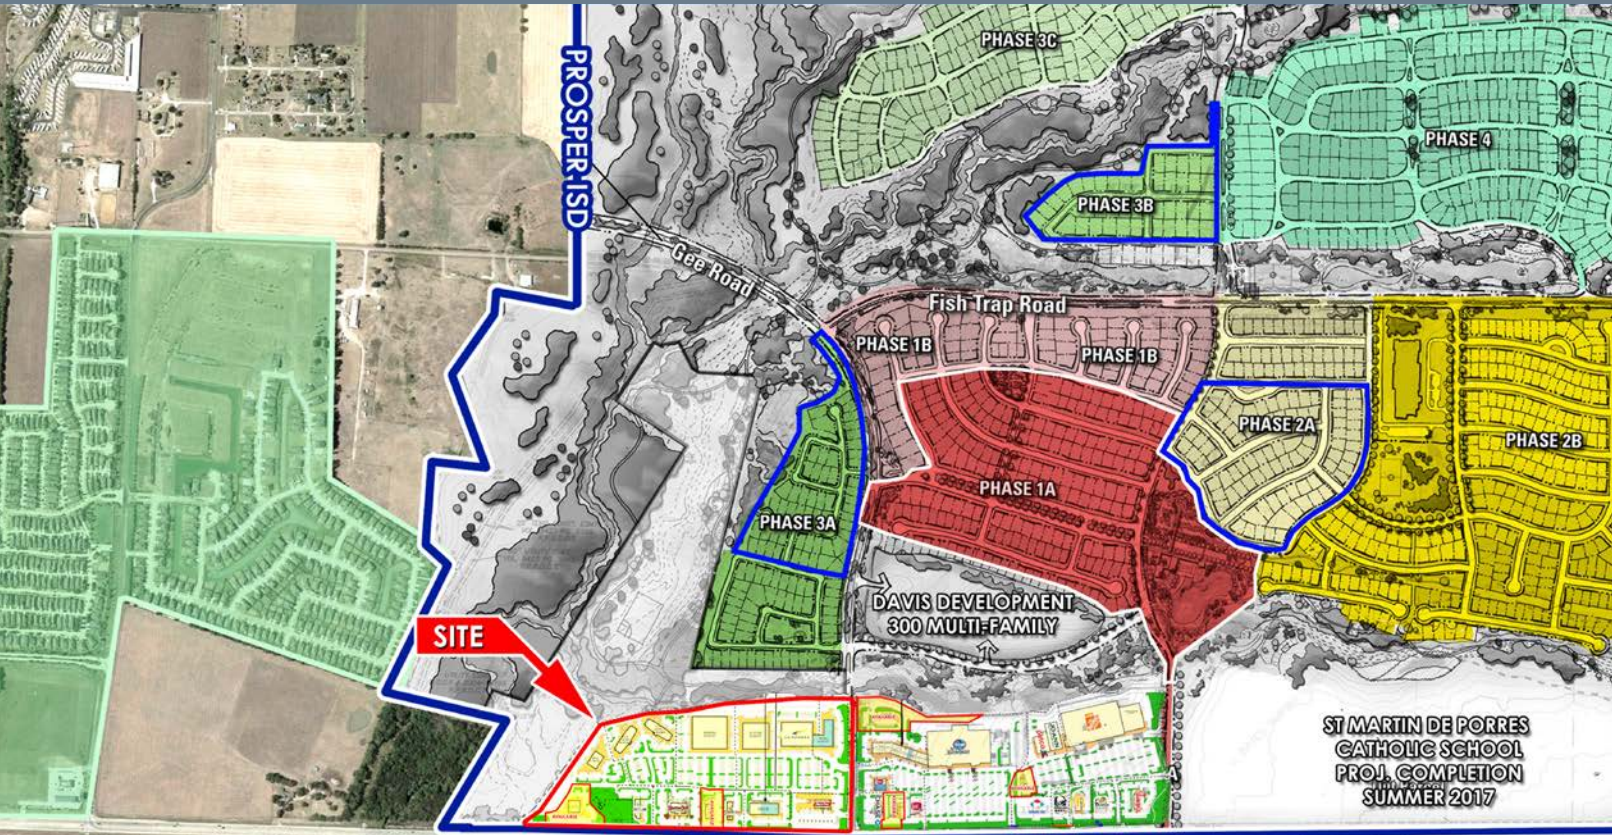 PHASE 3C
PROSPER ISD
PHASE 4
PHASE 3B
Gee Road
Fish Trap Road
PHASE 1B
PHASE 1B
PHASE 2A
PHASE 2B
PHASE 1A
PHASE 3A
DAVIS DEVELOPMENT
300 MULTI-FAMILY
SITE
ST MARTIN DE PORRES
CATHOLIC SCHOOL
PROJ. COMPLETION
SUMMER 2017